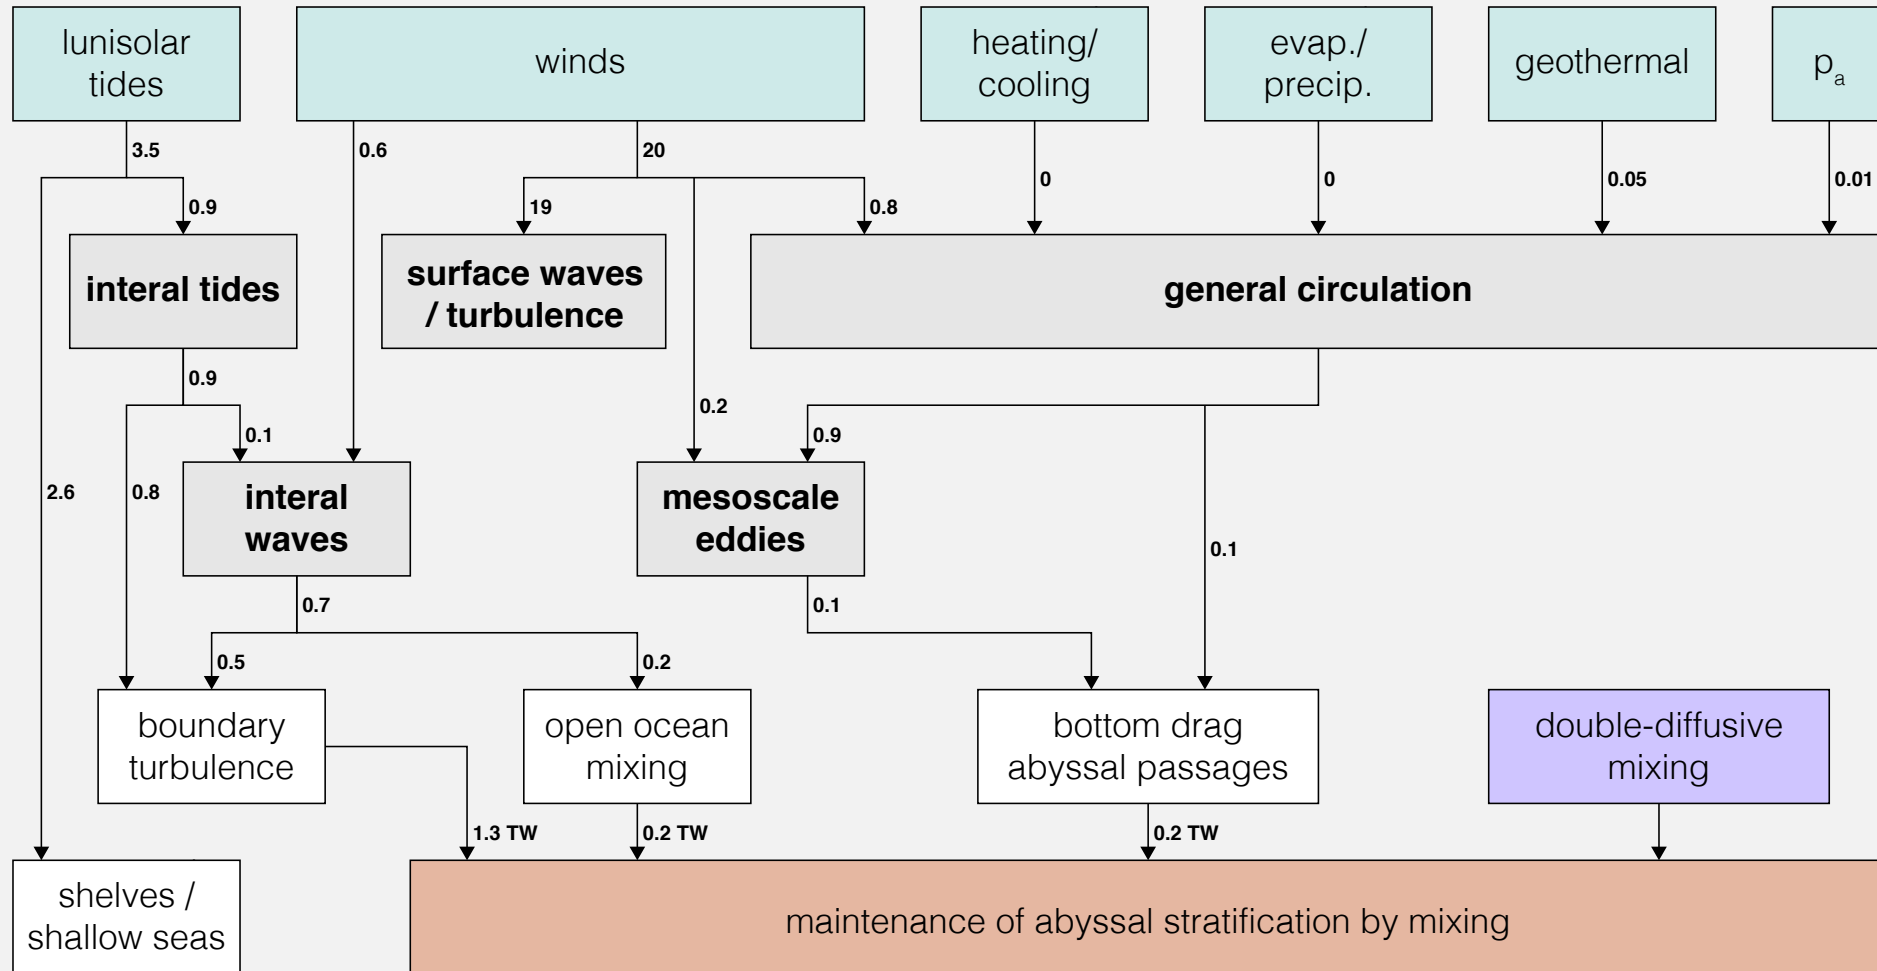 lunisolar
tides
winds
heating/
cooling
evap./
precip.
geothermal
pₐ
3.5
0.6
20
0
0
0.05
0.01
0.9
19
0.8
interal tides
surface waves
/ turbulence
general circulation
0.9
0.2
0.1
0.9
2.6
0.8
interal
waves
mesoscale
eddies
0.1
0.7
0.1
0.5
0.2
boundary
turbulence
open ocean
mixing
bottom drag
abyssal passages
double-diffusive
mixing
1.3 TW
0.2 TW
0.2 TW
shelves /
shallow seas
maintenance of abyssal stratification by mixing